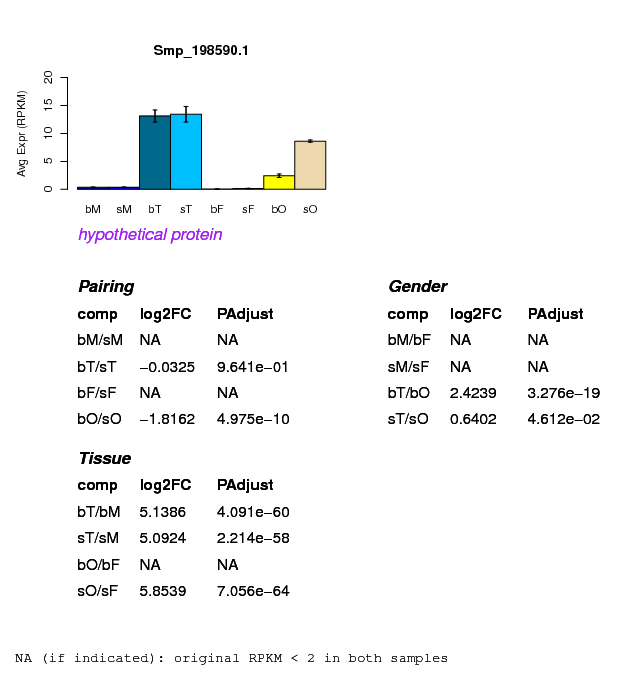 Smp_198590.1
Avg Expr (RPKM)
20
15
10
5
0
bM sM bT sT bF sF bO sO
hypothetical protein
Pairing
comp log2FC PAdjust
bM/sM NA NA
bT/sT −0.0325 9.641e−01
bF/sF NA NA
bO/sO −1.8162 4.975e−10
Gender
comp log2FC PAdjust
bM/bF NA NA
sM/sF NA NA
bT/bO 2.4239 3.276e−19
sT/sO 0.6402 4.612e−02
Tissue
comp log2FC PAdjust
bT/bM 5.1386 4.091e−60
sT/sM 5.0924 2.214e−58
bO/bF NA NA
sO/sF 5.8539 7.056e−64
NA (if indicated): original RPKM < 2 in both samples